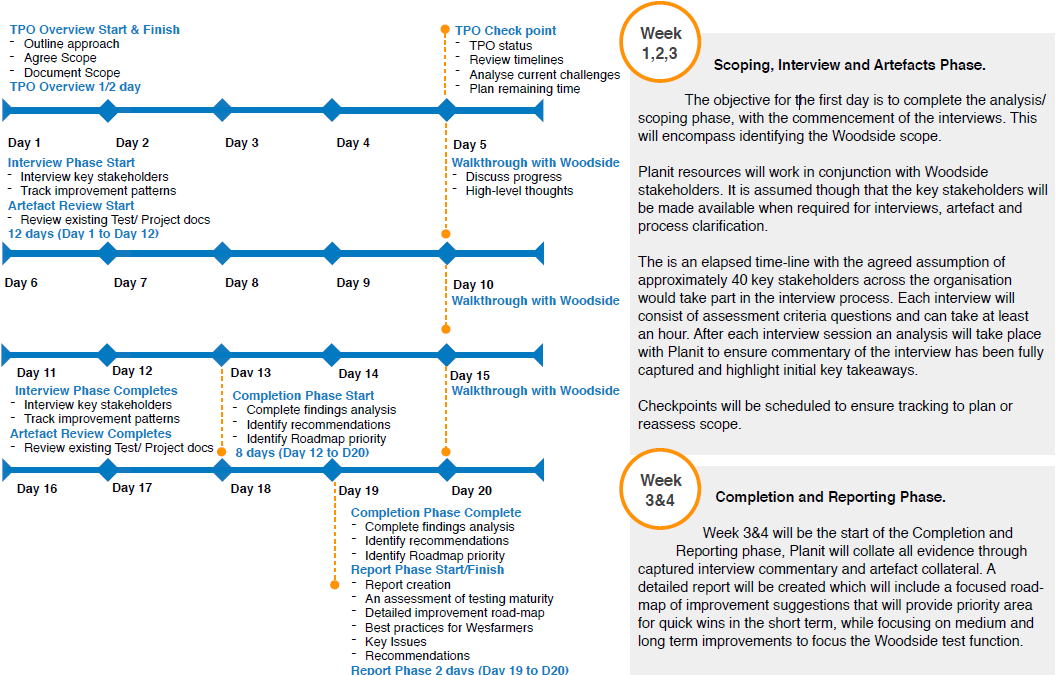 TPO Overview Start & Finish
- Outline approach
- Agree Scope
- Document Scope
TPO Overview 1/2 day
TPO Check point
- TPO status
- Review timelines
- Analyse current challenges
- Plan remaining time
Day 1
Day 2
Day 3
Day 4
Day 5
Interview Phase Start
- Interview key stakeholders
- Track improvement patterns
Artefact Review Start
- Review existing Test/ Project docs
12 days (Day 1 to Day 12)
Walkthrough with Woodside
- Discuss progress
- High-level thoughts
Day 6
Day 7
Day 8
Day 9
Day 10
Walkthrough with Woodside
Day 11
Day 12
Day 13
Day 14
Day 15
Interview Phase Completes
- Interview key stakeholders
- Track improvement patterns
Artefact Review Completes
- Review existing Test/ Project docs
Completion Phase Start
- Complete findings analysis
- Identify recommendations
- Identify Roadmap priority
8 days (Day 12 to D20)
Walkthrough with Woodside
Day 16
Day 17
Day 18
Day 19
Day 20
Completion Phase Complete
- Complete findings analysis
- Identify recommendations
- Identify Roadmap priority
Report Phase Start/Finish
- Report creation
- An assessment of testing maturity
- Detailed improvement road-map
- Best practices for Wesfarmers
- Key Issues
- Recommendations
Report Phase 2 days (Day 19 to D20)
Week
1,2,3
Scoping, Interview and Artefacts Phase.
The objective for the first day is to complete the analysis/
scoping phase, with the commencement of the interviews. This
will encompass identifying the Woodside scope.
Planit resources will work in conjunction with Woodside
stakeholders. It is assumed though that the key stakeholders will
be made available when required for interviews, artefact and
process clarification.
The is an elapsed time-line with the agreed assumption of
approximately 40 key stakeholders across the organisation
would take part in the interview process. Each interview will
consist of assessment criteria questions and can take at least
an hour. After each interview session an analysis will take place
with Planit to ensure commentary of the interview has been fully
captured and highlight initial key takeaways.
Checkpoints will be scheduled to ensure tracking to plan or
reassess scope.
Week
3&4
Completion and Reporting Phase.
Week 3&4 will be the start of the Completion and
Reporting phase, Planit will collate all evidence through
captured interview commentary and artefact collateral. A
detailed report will be created which will include a focused road-
map of improvement suggestions that will provide priority area
for quick wins in the short term, while focusing on medium and
long term improvements to focus the Woodside test function.